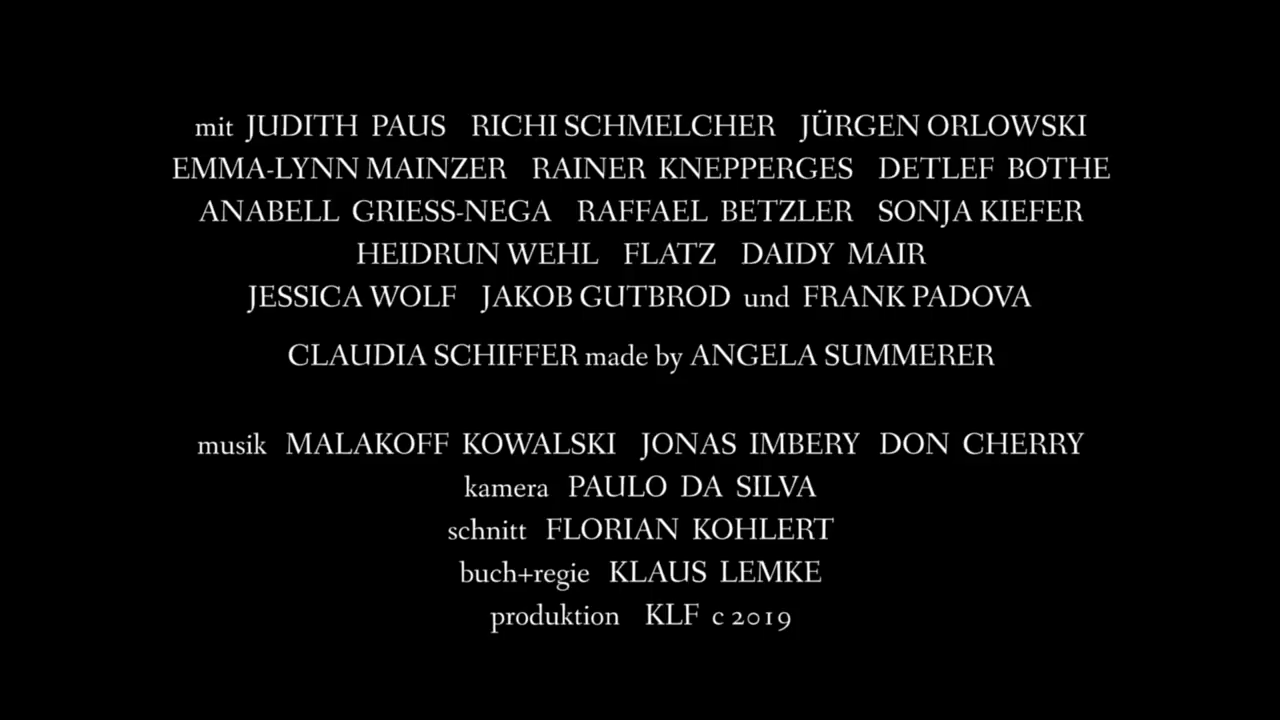 mit JUDITH PAUS RICHI SCHMELCHER JÜRGEN ORLOWSKI
EMMA-LYNN MAINZER RAINER KNEPPERGES DETLEF BOTHE
ANABELL GRIESS-NEGA RAFFAEL BETZLER SONJA KIEFER
HEIDRUN WEHL FLATZ DAIDY MAIR
JESSICA WOLF JAKOB GUTBROD und FRANK PADOVA
CLAUDIA SCHIFFER made by ANGELA SUMMERER
musik MALAKOFF KOWALSKI JONAS IMBERY DON CHERRY
kamera PAULO DA SILVA
schnitt FLORIAN KOHLERT
buch+regie KLAUS LEMKE
produktion KLF c 2019